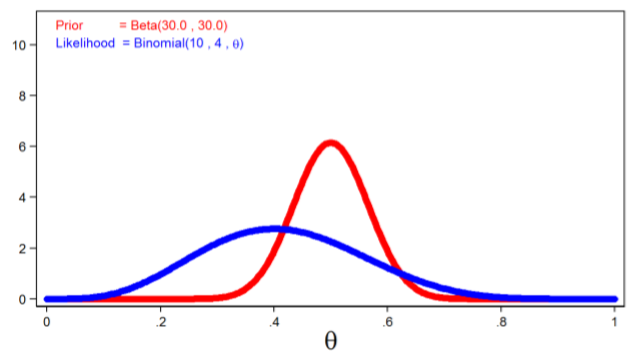 Prior = Beta(30.0 , 30.0)
Likelihood = Binomial(10 , 4 , θ)
10
8
6
4
2
0
0 .2 .4 .6 .8 1
θ